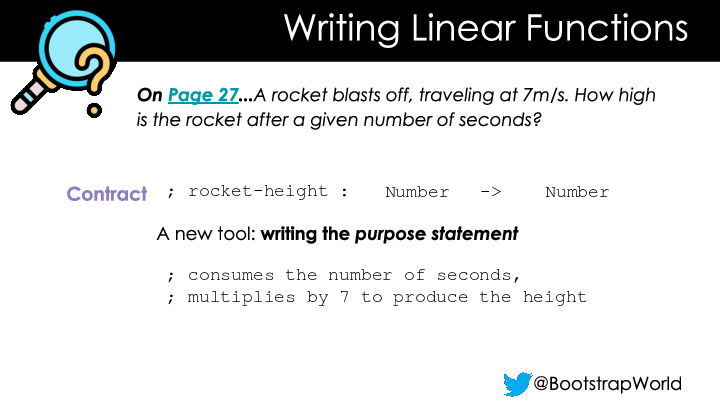 Writing Linear Functions
On Page 27...A rocket blasts off, traveling at 7m/s. How high
is the rocket after a given number of seconds?
Contract ; rocket-height : Number -> Number
A new tool: writing the purpose statement
; consumes the number of seconds,
; multiplies by 7 to produce the height
@BootstrapWorld